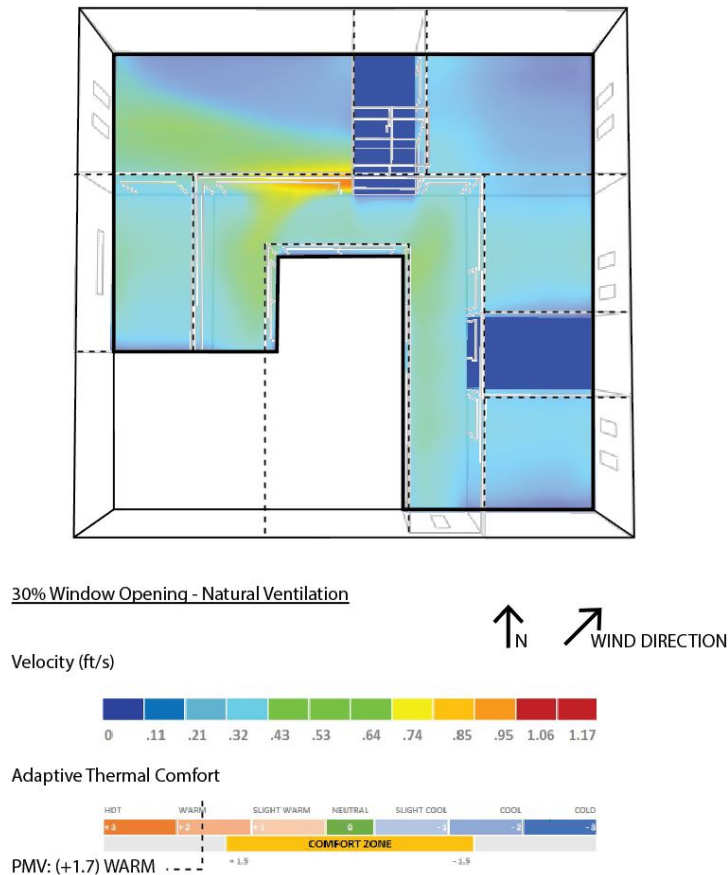 30% Window Opening - Natural Ventilation
N WIND DIRECTION
Velocity (ft/s)
0 .11 .21 .32 .43 .53 .64 .74 .85 .95 1.06 1.17
Adaptive Thermal Comfort
HOT WARM SLIGHT WARM NEUTRAL SLIGHT COOL COOL COLD
+3 +2 +1 0 -1 -2 -3
COMFORT ZONE
+1.5 -1.5
PMV: (+1.7) WARM